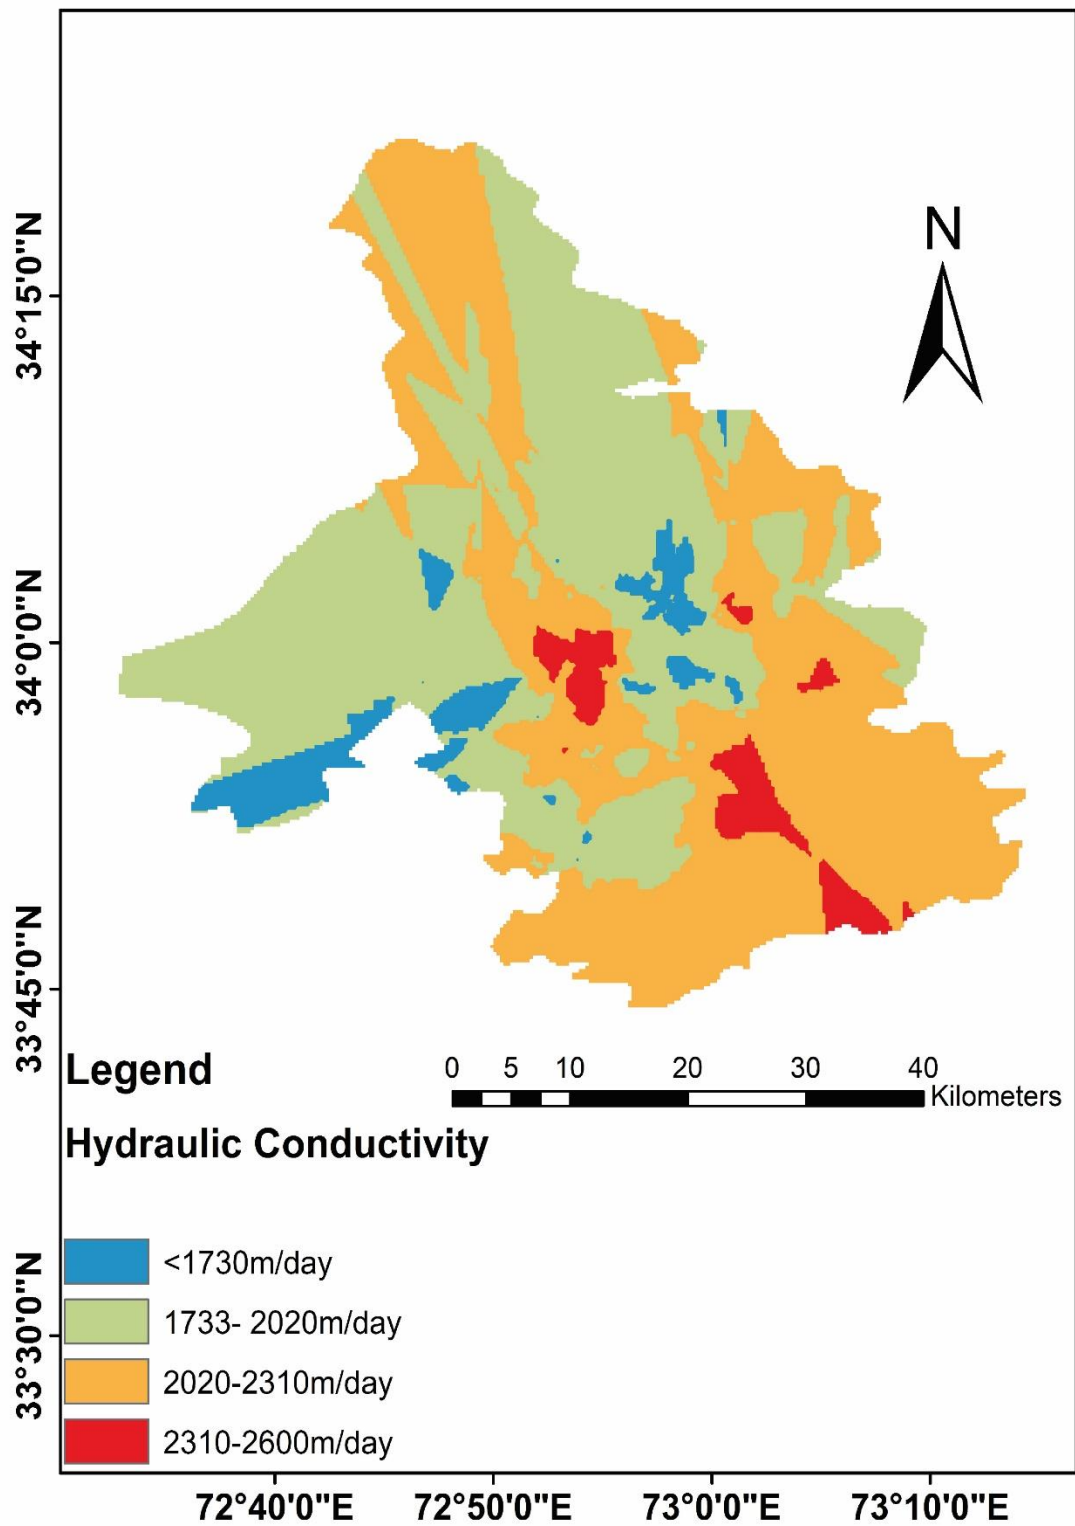 N
34°15'0"N
34°0'0"N
33°45'0"N
33°30'0"N
Legend
0 5 10 20 30 40
Kilometers
Hydraulic Conductivity
<1730m/day
1733- 2020m/day
2020-2310m/day
2310-2600m/day
72°40'0"E 72°50'0"E 73°0'0"E 73°10'0"E